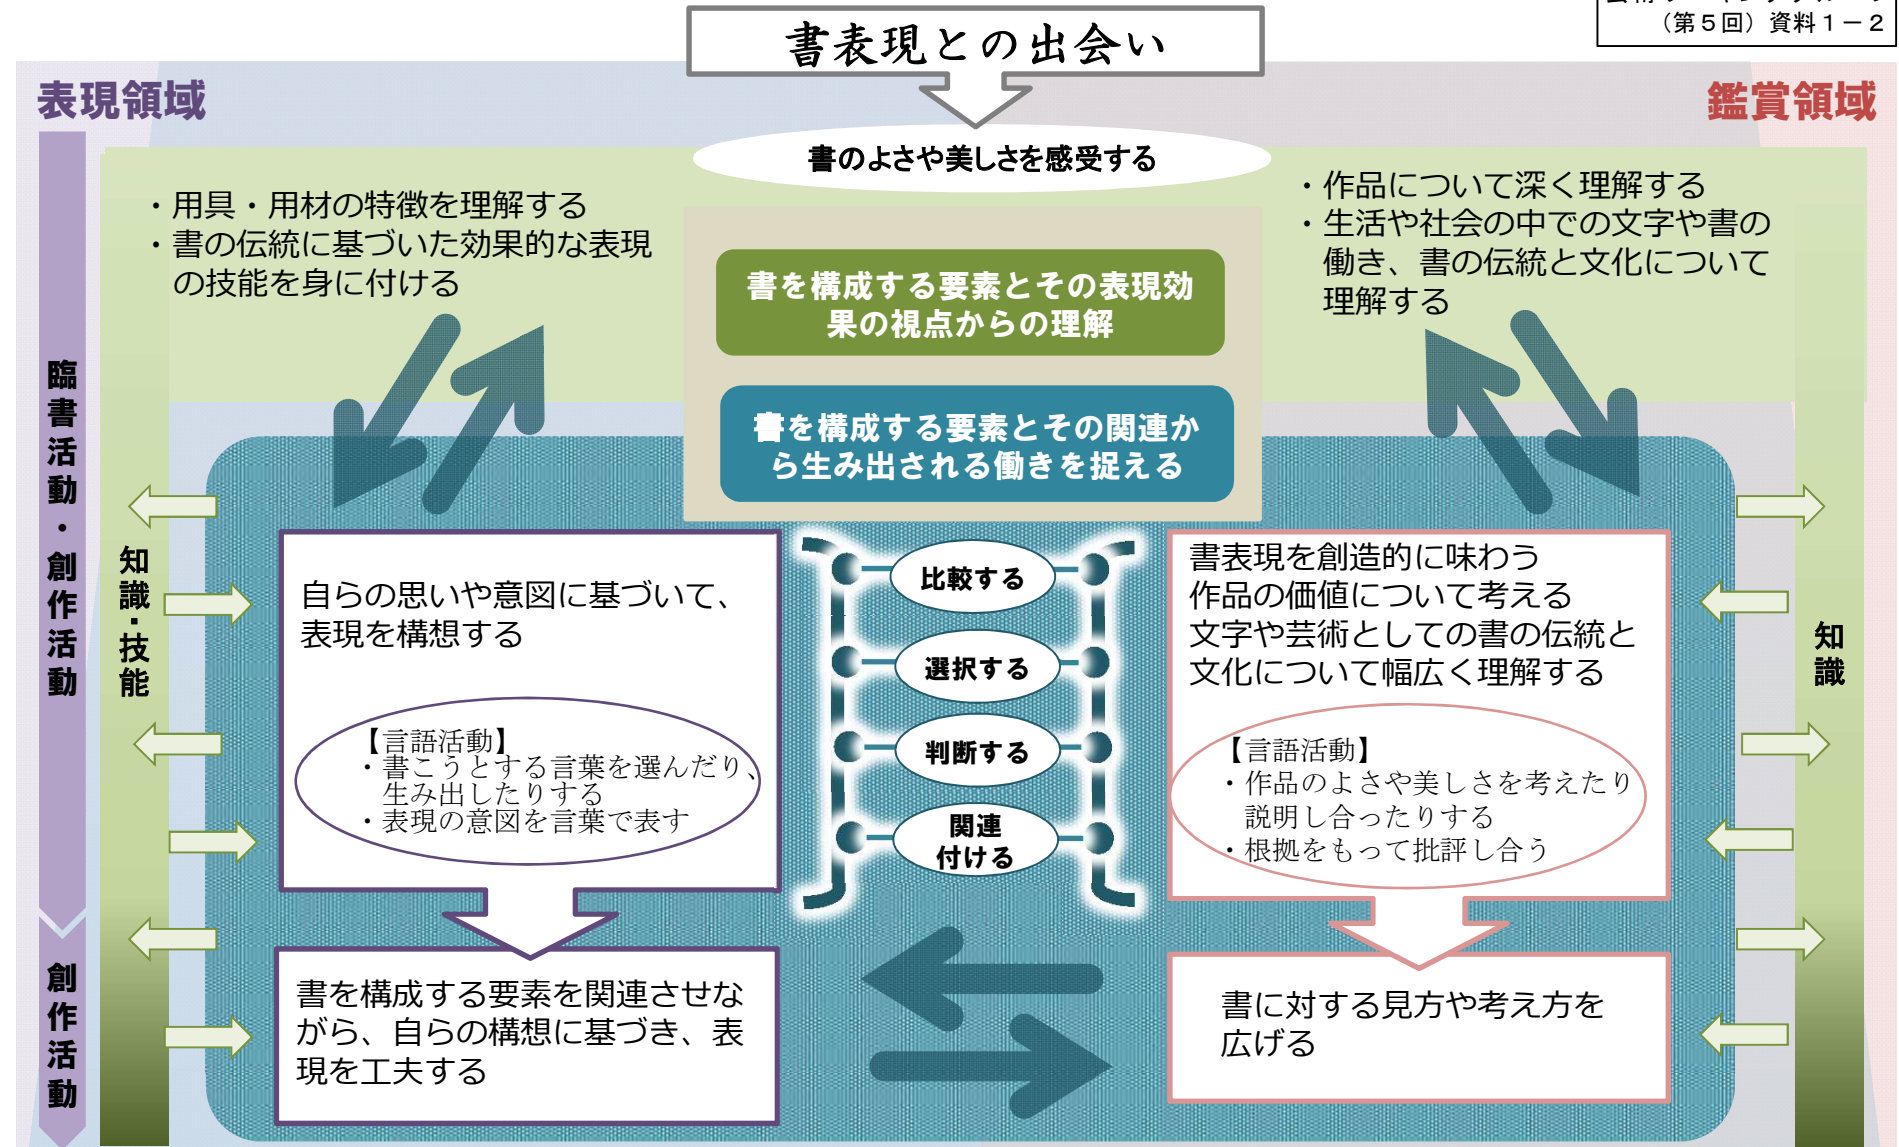 （第５回）資料１－２
書表現との出会い
表現領域
鑑賞領域
書のよさや美しさを感受する
・用具・用材の特徴を理解する
・書の伝統に基づいた効果的な表現
の技能を身に付ける
・作品について深く理解する
・生活や社会の中での文字や書の
働き、書の伝統と文化について
理解する
書を構成する要素とその表現効
果の視点からの理解
書を構成する要素とその関連か
ら生み出される働きを捉える
臨書活動・創作活動
創作活動
知識・技能
知識
自らの思いや意図に基づいて、
表現を構想する
【言語活動】
・書こうとする言葉を選んだり、
生み出したりする
・表現の意図を言葉で表す
比較する
選択する
判断する
関連
付ける
書表現を創造的に味わう
作品の価値について考える
文字や芸術としての書の伝統と
文化について幅広く理解する
【言語活動】
・作品のよさや美しさを考えたり
説明し合ったりする
・根拠をもって批評し合う
書を構成する要素を関連させな
がら、自らの構想に基づき、表
現を工夫する
書に対する見方や考え方を
広げる